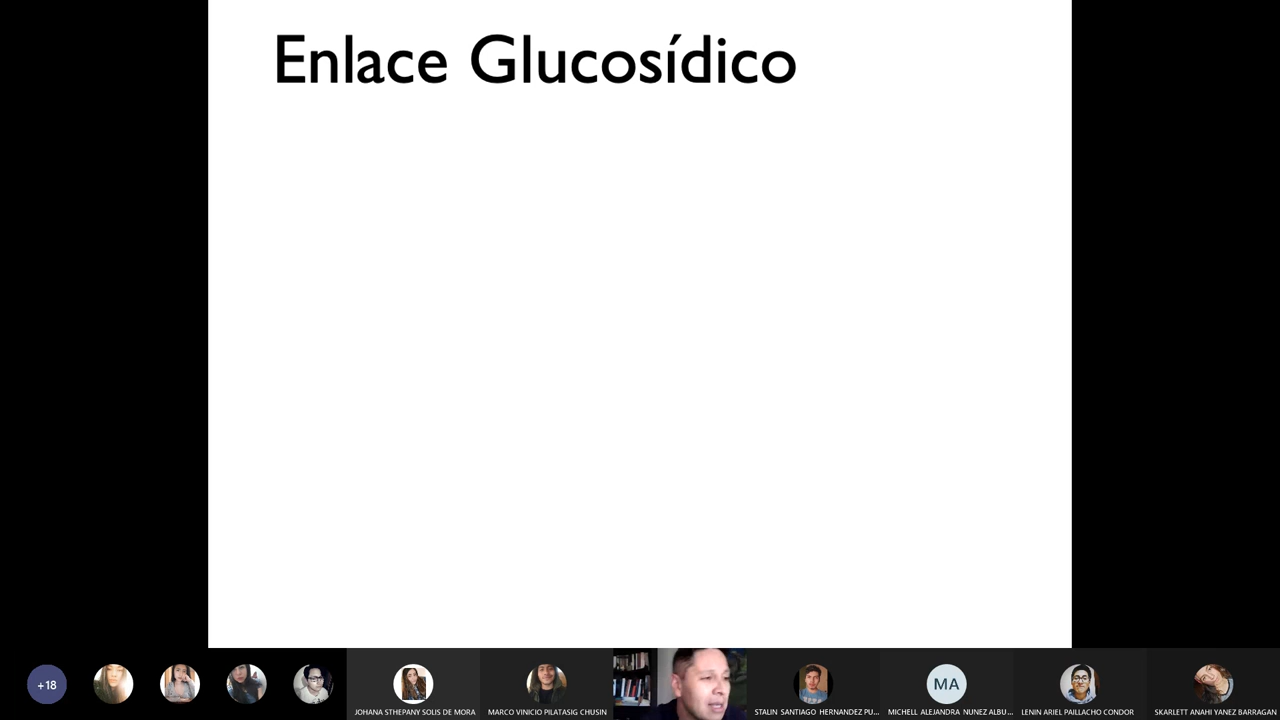 Enlace Glucosídico
+18
JOHANA STHEPANY SOLIS DE MORA
MARCO VINICIO PILATASIG CHUSIN
STALIN SANTIAGO HERNANDEZ PU...
MA
MICHELL ALEJANDRA NUNEZ ALBU...
LENIN ARIEL PAILLACHO CONDOR
SKARLETT ANAHI YANEZ BARRAGAN